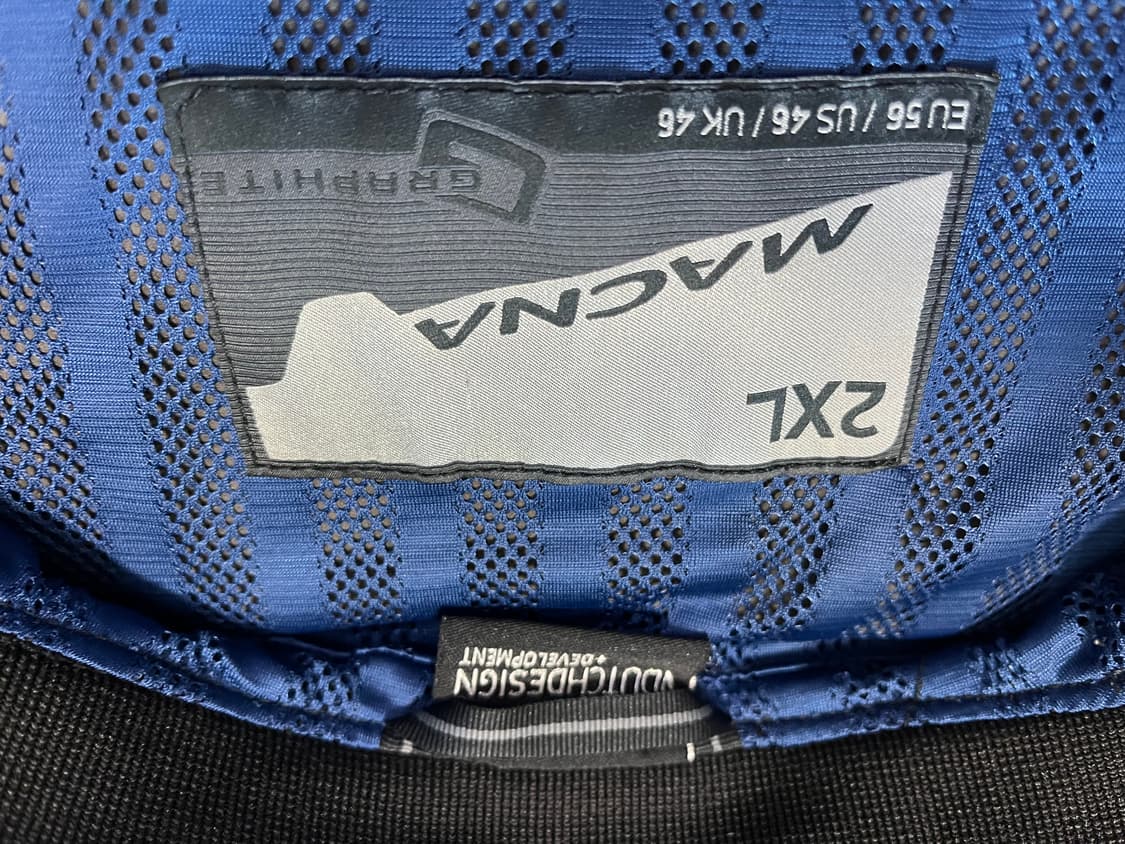 DUTCHDESIGN
+DEVELOPMENT
2XL
MACNA
GRAPHITE
EU 56 / US 46 / UK 46